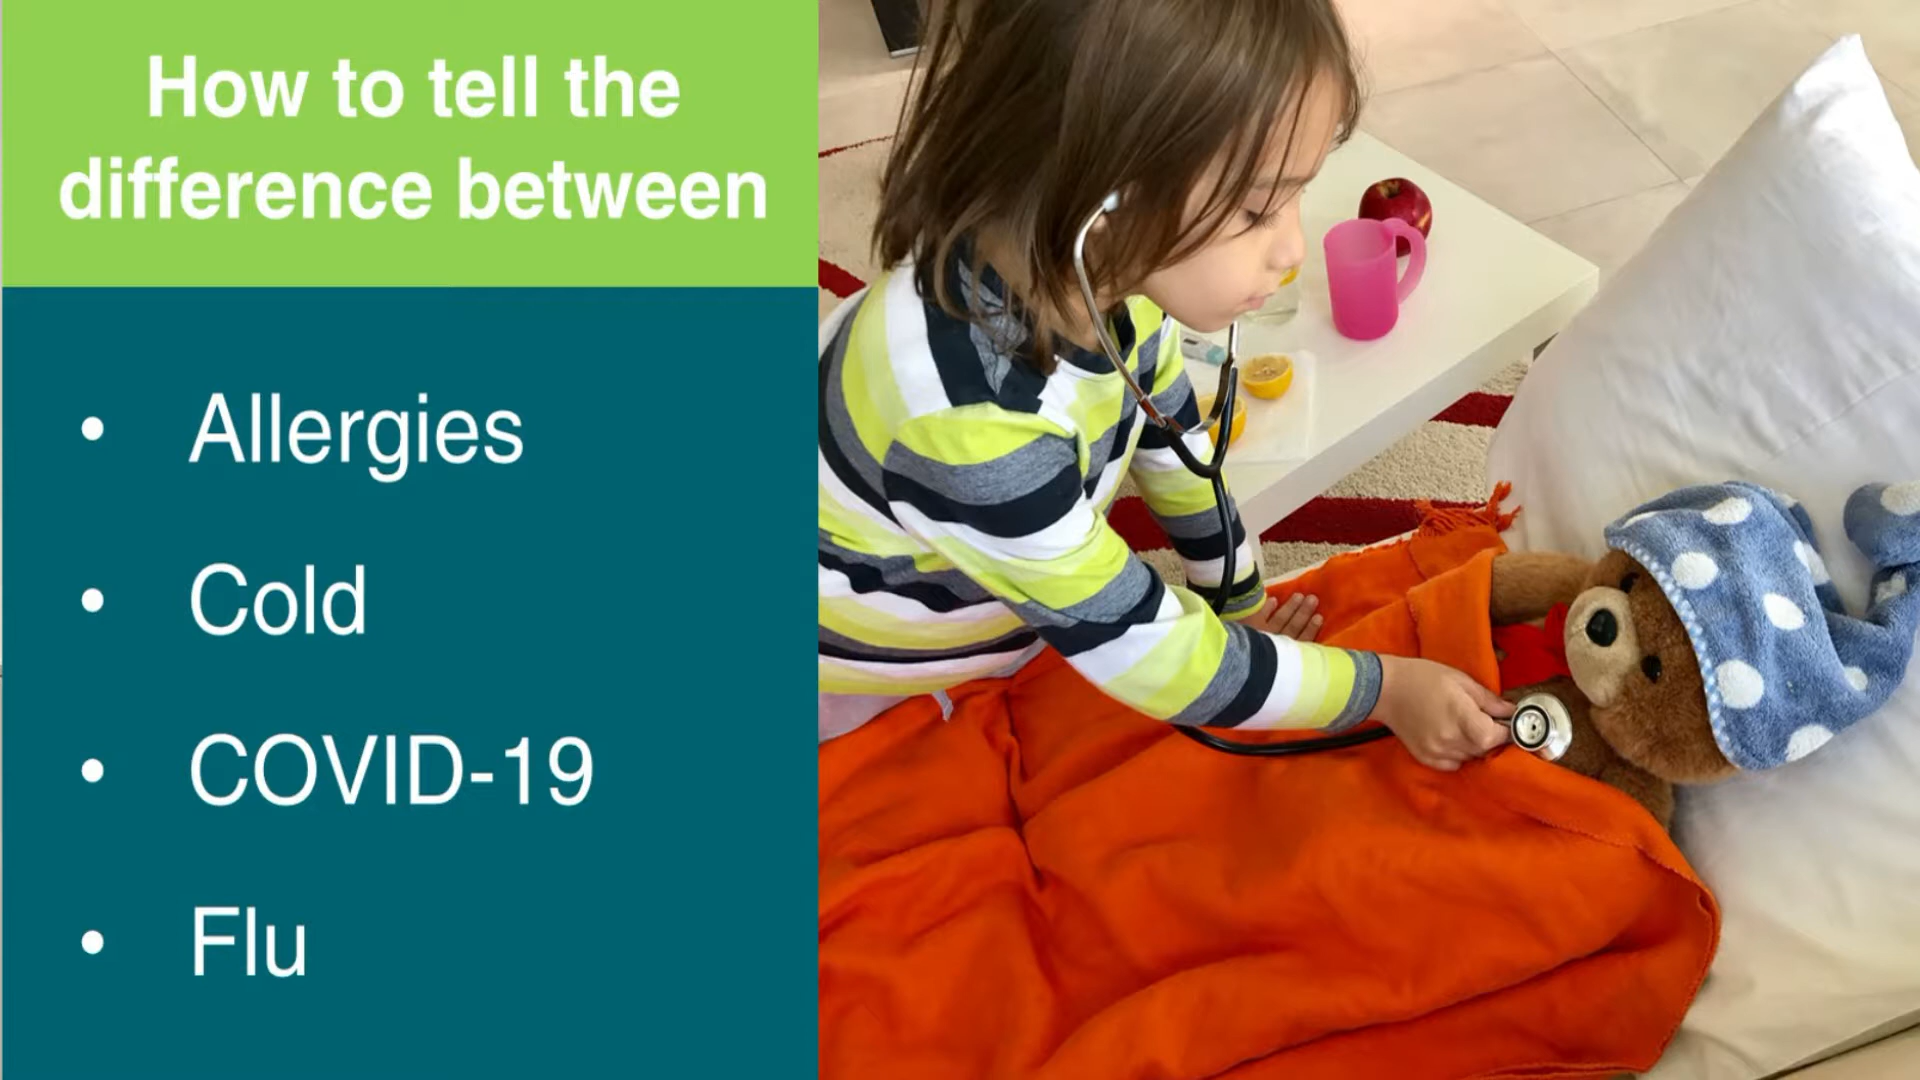 How to tell the
difference between
• Allergies
• Cold
• COVID-19
• Flu